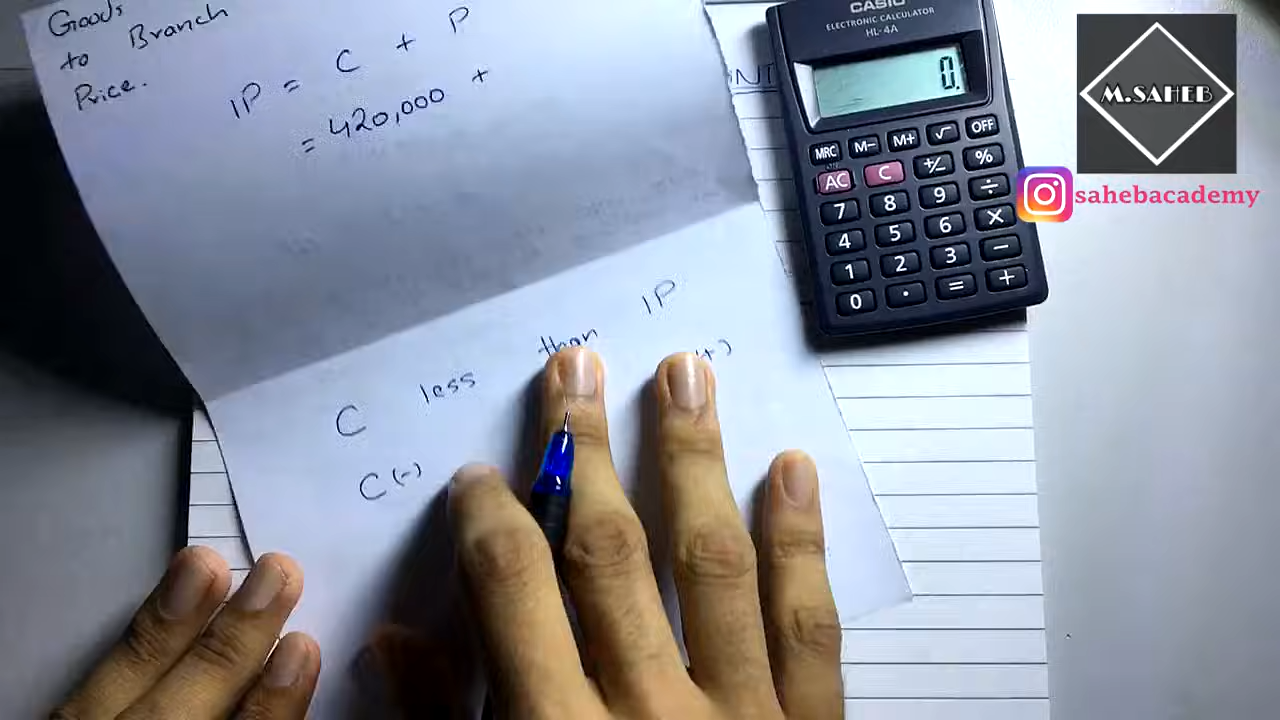 Goods
to Branch
Price.
IP = C + P
= 420,000 +
C less than IP
C (-) (+)
CASIO
ELECTRONIC CALCULATOR
HL-4A
0.
MRC M- M+ √ OFF
AC C +/- %
7 8 9 ÷
4 5 6 X
1 2 3 −
0 · = +
M.SAHEB
sahebacademy